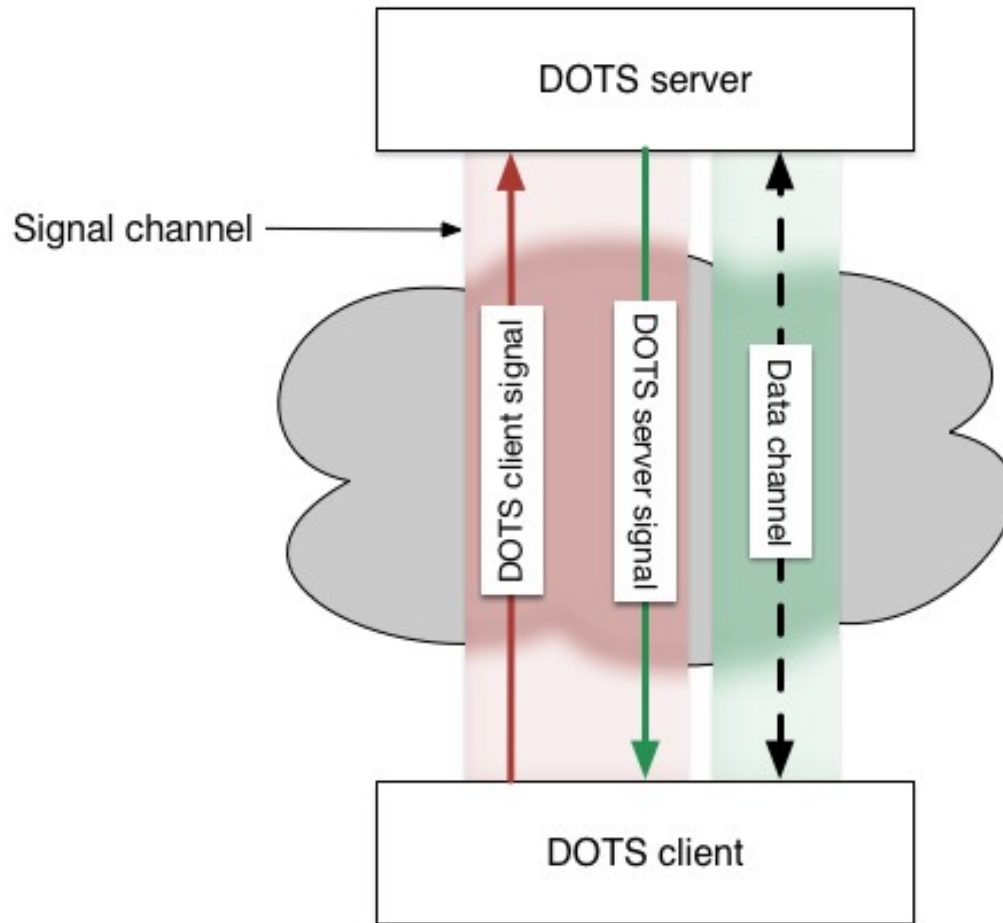 DOTS server
Signal channel
DOTS client signal
DOTS server signal
Data channel
DOTS client